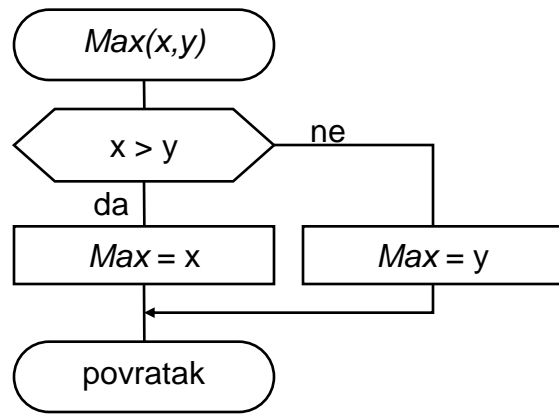 Max(x,y)
x > y
ne
da
Max = x
Max = y
povratak